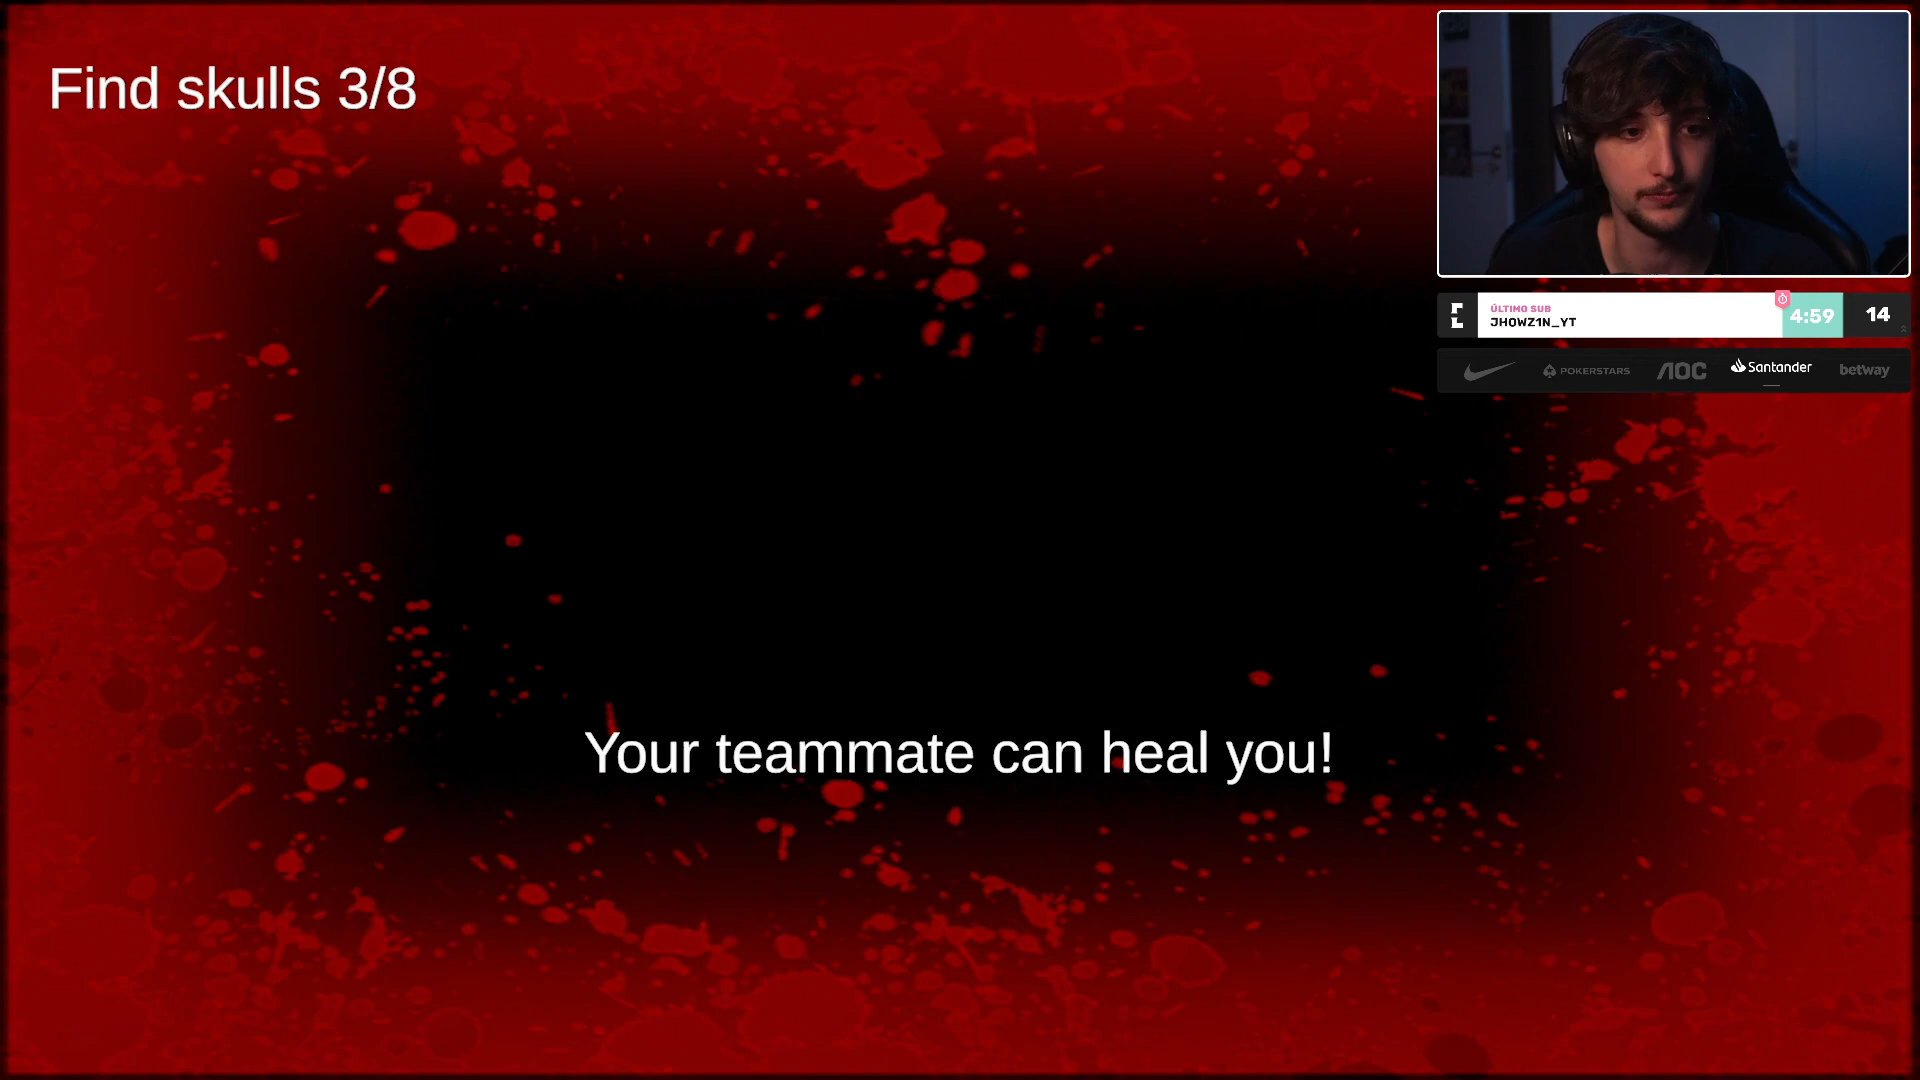 Find skulls 3/8
ÚLTIMO SUB
JHOWZ1N_YT
4:59
14
POKERSTARS
AOC
Santander
betway
Your teammate can heal you!